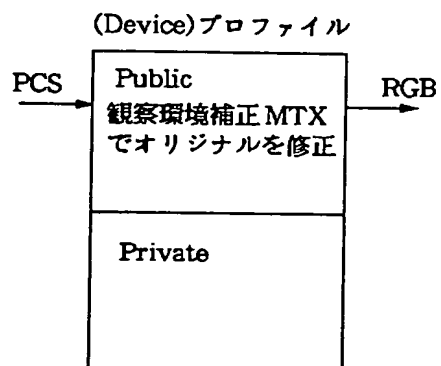 (Device)プロファイル
PCS
Public
RGB
観察環境補正MTX
でオリジナルを修正
Private